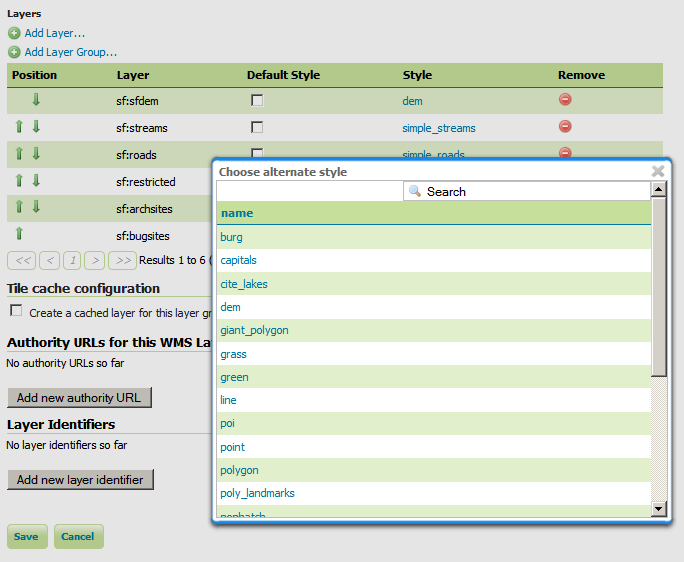 Layers
Add Layer...
Add Layer Group...
Position Layer Default Style Style Remove
sf:sfdem dem
sf:streams simple_streams
sf:roads simple_roads
sf:restricted
sf:archsites
sf:bugsites
<< < 1 > >> Results 1 to 6 (
Tile cache configuration
Create a cached layer for this layer gr
Authority URLs for this WMS La
No authority URLs so far
Add new authority URL
Layer Identifiers
No layer identifiers so far
Add new layer identifier
Save Cancel
Choose alternate style
Search
name
burg
capitals
cite_lakes
dem
giant_polygon
grass
green
line
poi
point
polygon
poly_landmarks